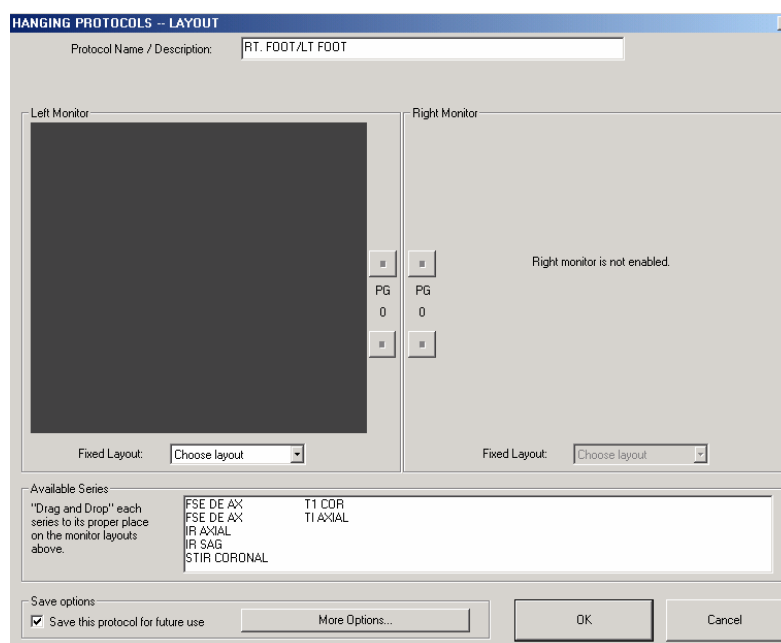 HANGING PROTOCOLS -- LAYOUT
Protocol Name / Description: RT. FOOT/LT FOOT
Left Monitor
Right Monitor
Right monitor is not enabled.
PG PG
0 0
Fixed Layout: Choose layout
Fixed Layout: Choose layout
Available Series
"Drag and Drop" each
series to its proper place
on the monitor layouts
above.
FSE DE AX T1 COR
FSE DE AX TI AXIAL
IR AXIAL
IR SAG
STIR CORONAL
Save options
Save this protocol for future use
More Options...
OK
Cancel